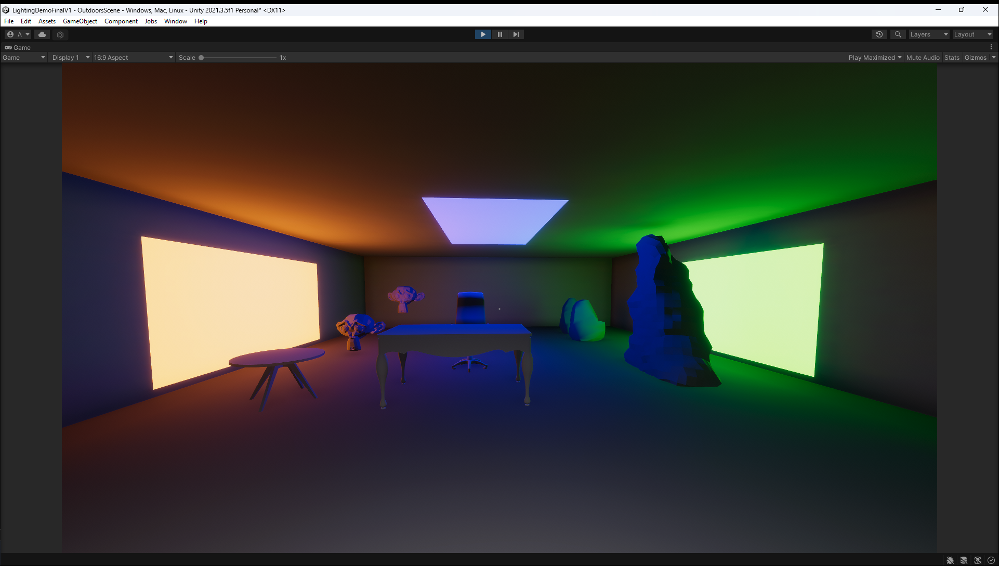 LightingDemoFinalV1 - OutdoorsScene - Windows, Mac, Linux - Unity 2021.3.5f1 Personal* <DX11>
File Edit Assets GameObject Component Jobs Window Help
A Layers Layout
Game
Game Display 1 16:9 Aspect Scale 1x Play Maximized Mute Audio Stats Gizmos